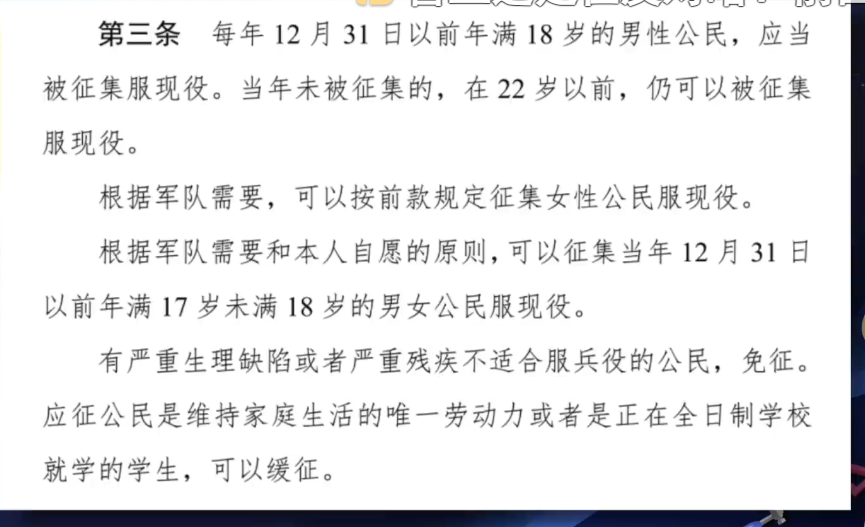 第三条 每年 12 月 31 日以前年满 18 岁的男性公民，应当
被征集服现役。当年未被征集的，在 22 岁以前，仍可以被征集
服现役。
根据军队需要，可以按前款规定征集女性公民服现役。
根据军队需要和本人自愿的原则，可以征集当年 12 月 31 日
以前年满 17 岁未满 18 岁的男女公民服现役。
有严重生理缺陷或者严重残疾不适合服兵役的公民，免征。
应征公民是维持家庭生活的唯一劳动力或者是正在全日制学校
就学的学生，可以缓征。